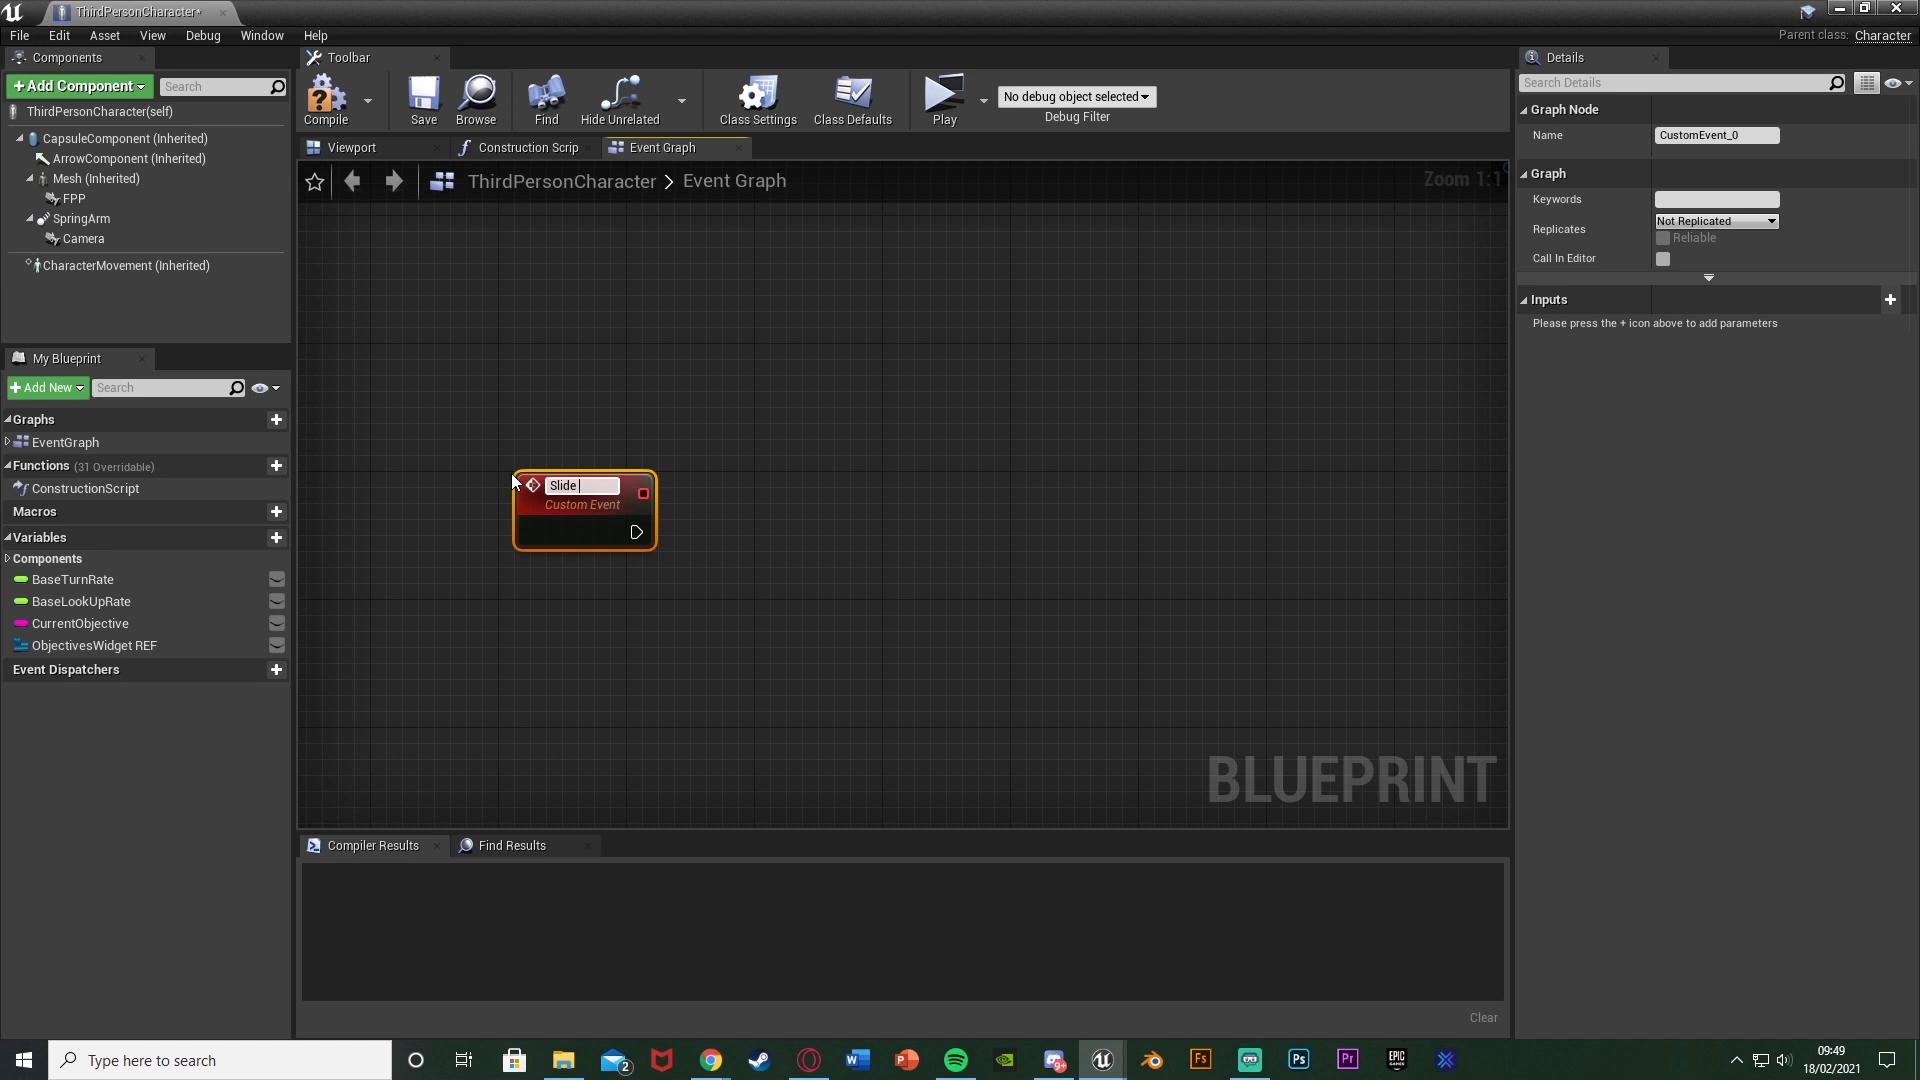 ThirdPersonCharacter*
File Edit Asset View Debug Window Help
Parent class: Character
Components
+Add Component
Search
ThirdPersonCharacter(self)
CapsuleComponent (Inherited)
ArrowComponent (Inherited)
Mesh (Inherited)
FPP
SpringArm
Camera
CharacterMovement (Inherited)
My Blueprint
+Add New
Search
Graphs
EventGraph
Functions (31 Overridable)
ConstructionScript
Macros
Variables
Components
BaseTurnRate
BaseLookUpRate
CurrentObjective
ObjectivesWidget REF
Event Dispatchers
Toolbar
Compile
Save
Browse
Find
Hide Unrelated
Class Settings
Class Defaults
Play
No debug object selected
Debug Filter
Viewport
Construction Scrip
Event Graph
ThirdPersonCharacter > Event Graph
Zoom 1:1
Slide
Custom Event
BLUEPRINT
Compiler Results
Find Results
Clear
Details
Search Details
Graph Node
Name CustomEvent_0
Graph
Keywords
Replicates Not Replicated
Reliable
Call In Editor
Inputs
Please press the + icon above to add parameters
Type here to search
2
9+
09:49
18/02/2021